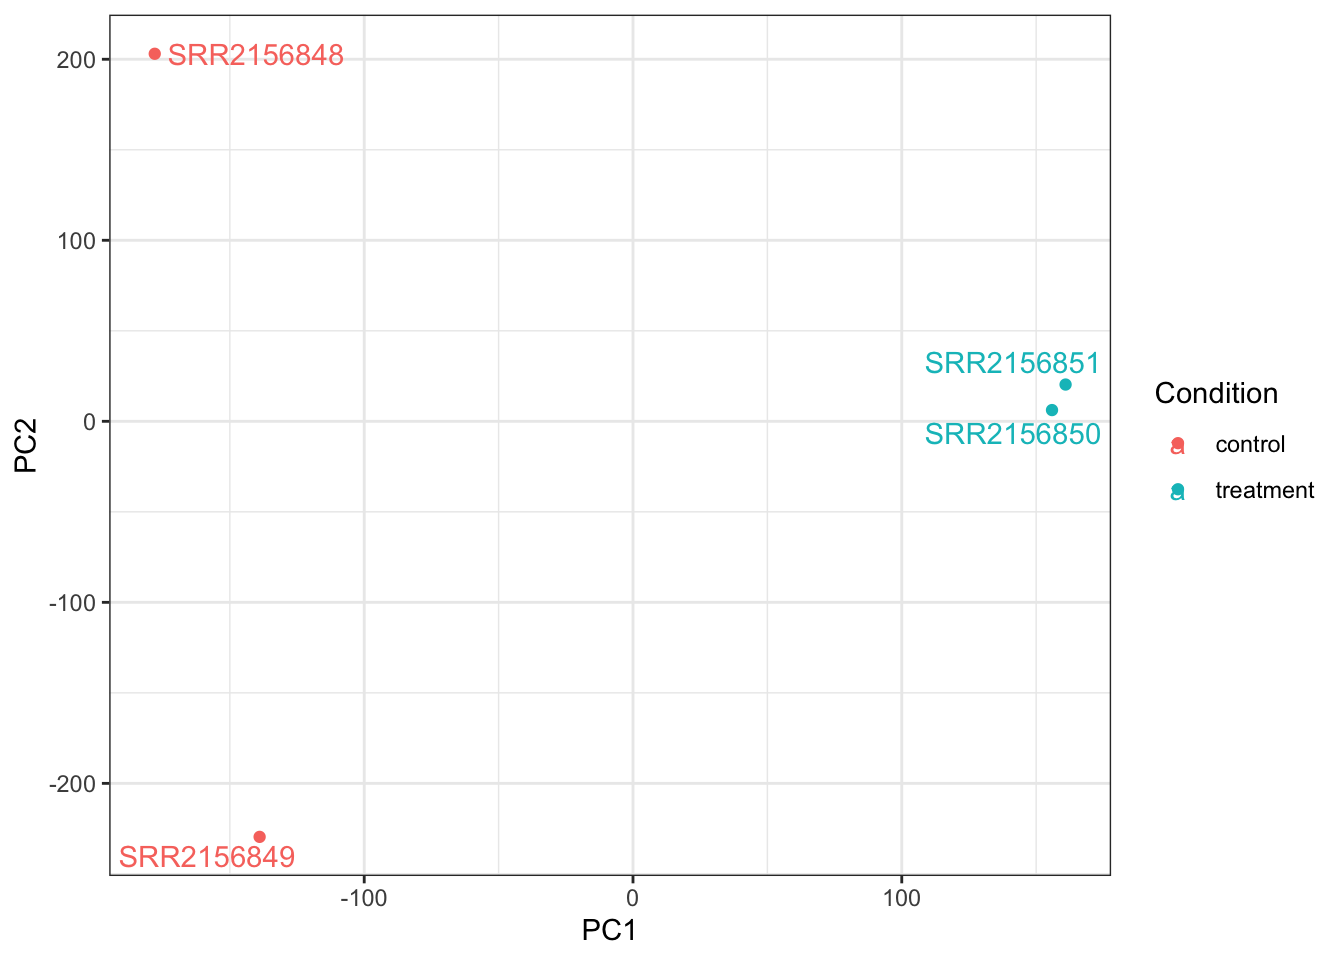 200
SRR2156848
100
SRR2156851
0
SRR2156850
-100
-200
SRR2156849
-100
0
100
PC1
PC2
Condition
a control
a treatment